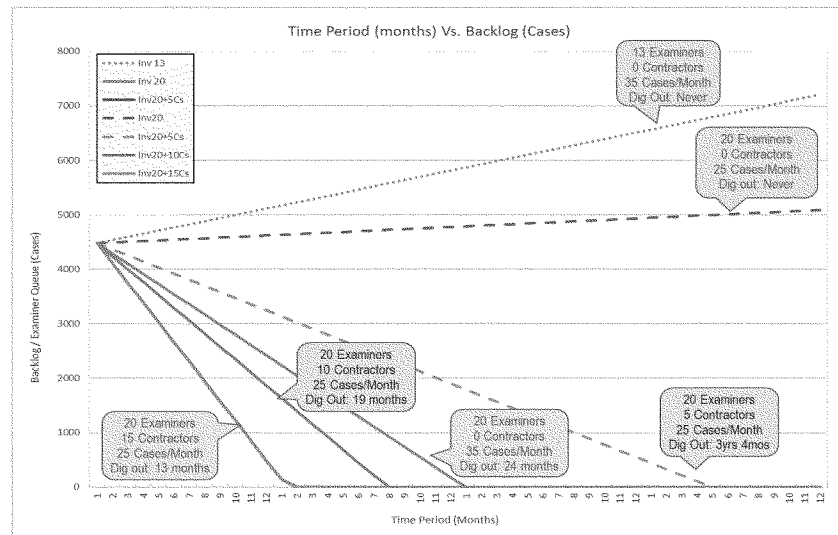 Time Period (months) Vs. Backlog (Cases)
8000
7000
6000
5000
4000
3000
2000
1000
0
Backlog / Examiner Queue (Cases)
Inv 13
Inv 20
Inv20+5Cs
Inv20
Inv20+5Cs
Inv20+10Cs
Inv20+15Cs
13 Examiners
0 Contractors
35 Cases/Month
Dig Out: Never
20 Examiners
0 Contractors
25 Cases/Month
Dig out: Never
20 Examiners
10 Contractors
25 Cases/Month
Dig Out: 19 months
20 Examiners
15 Contractors
25 Cases/Month
Dig out: 13 months
20 Examiners
0 Contractors
35 Cases/Month
Dig out: 24 months
20 Examiners
5 Contractors
25 Cases/Month
Dig Out: 3yrs 4mos
1 2 3 4 5 6 7 8 9 10 11 12 1 2 3 4 5 6 7 8 9 10 11 12 1 2 3 4 5 6 7 8 9 10 11 12 1 2 3 4 5 6 7 8 9 10 11 12
Time Period (Months)